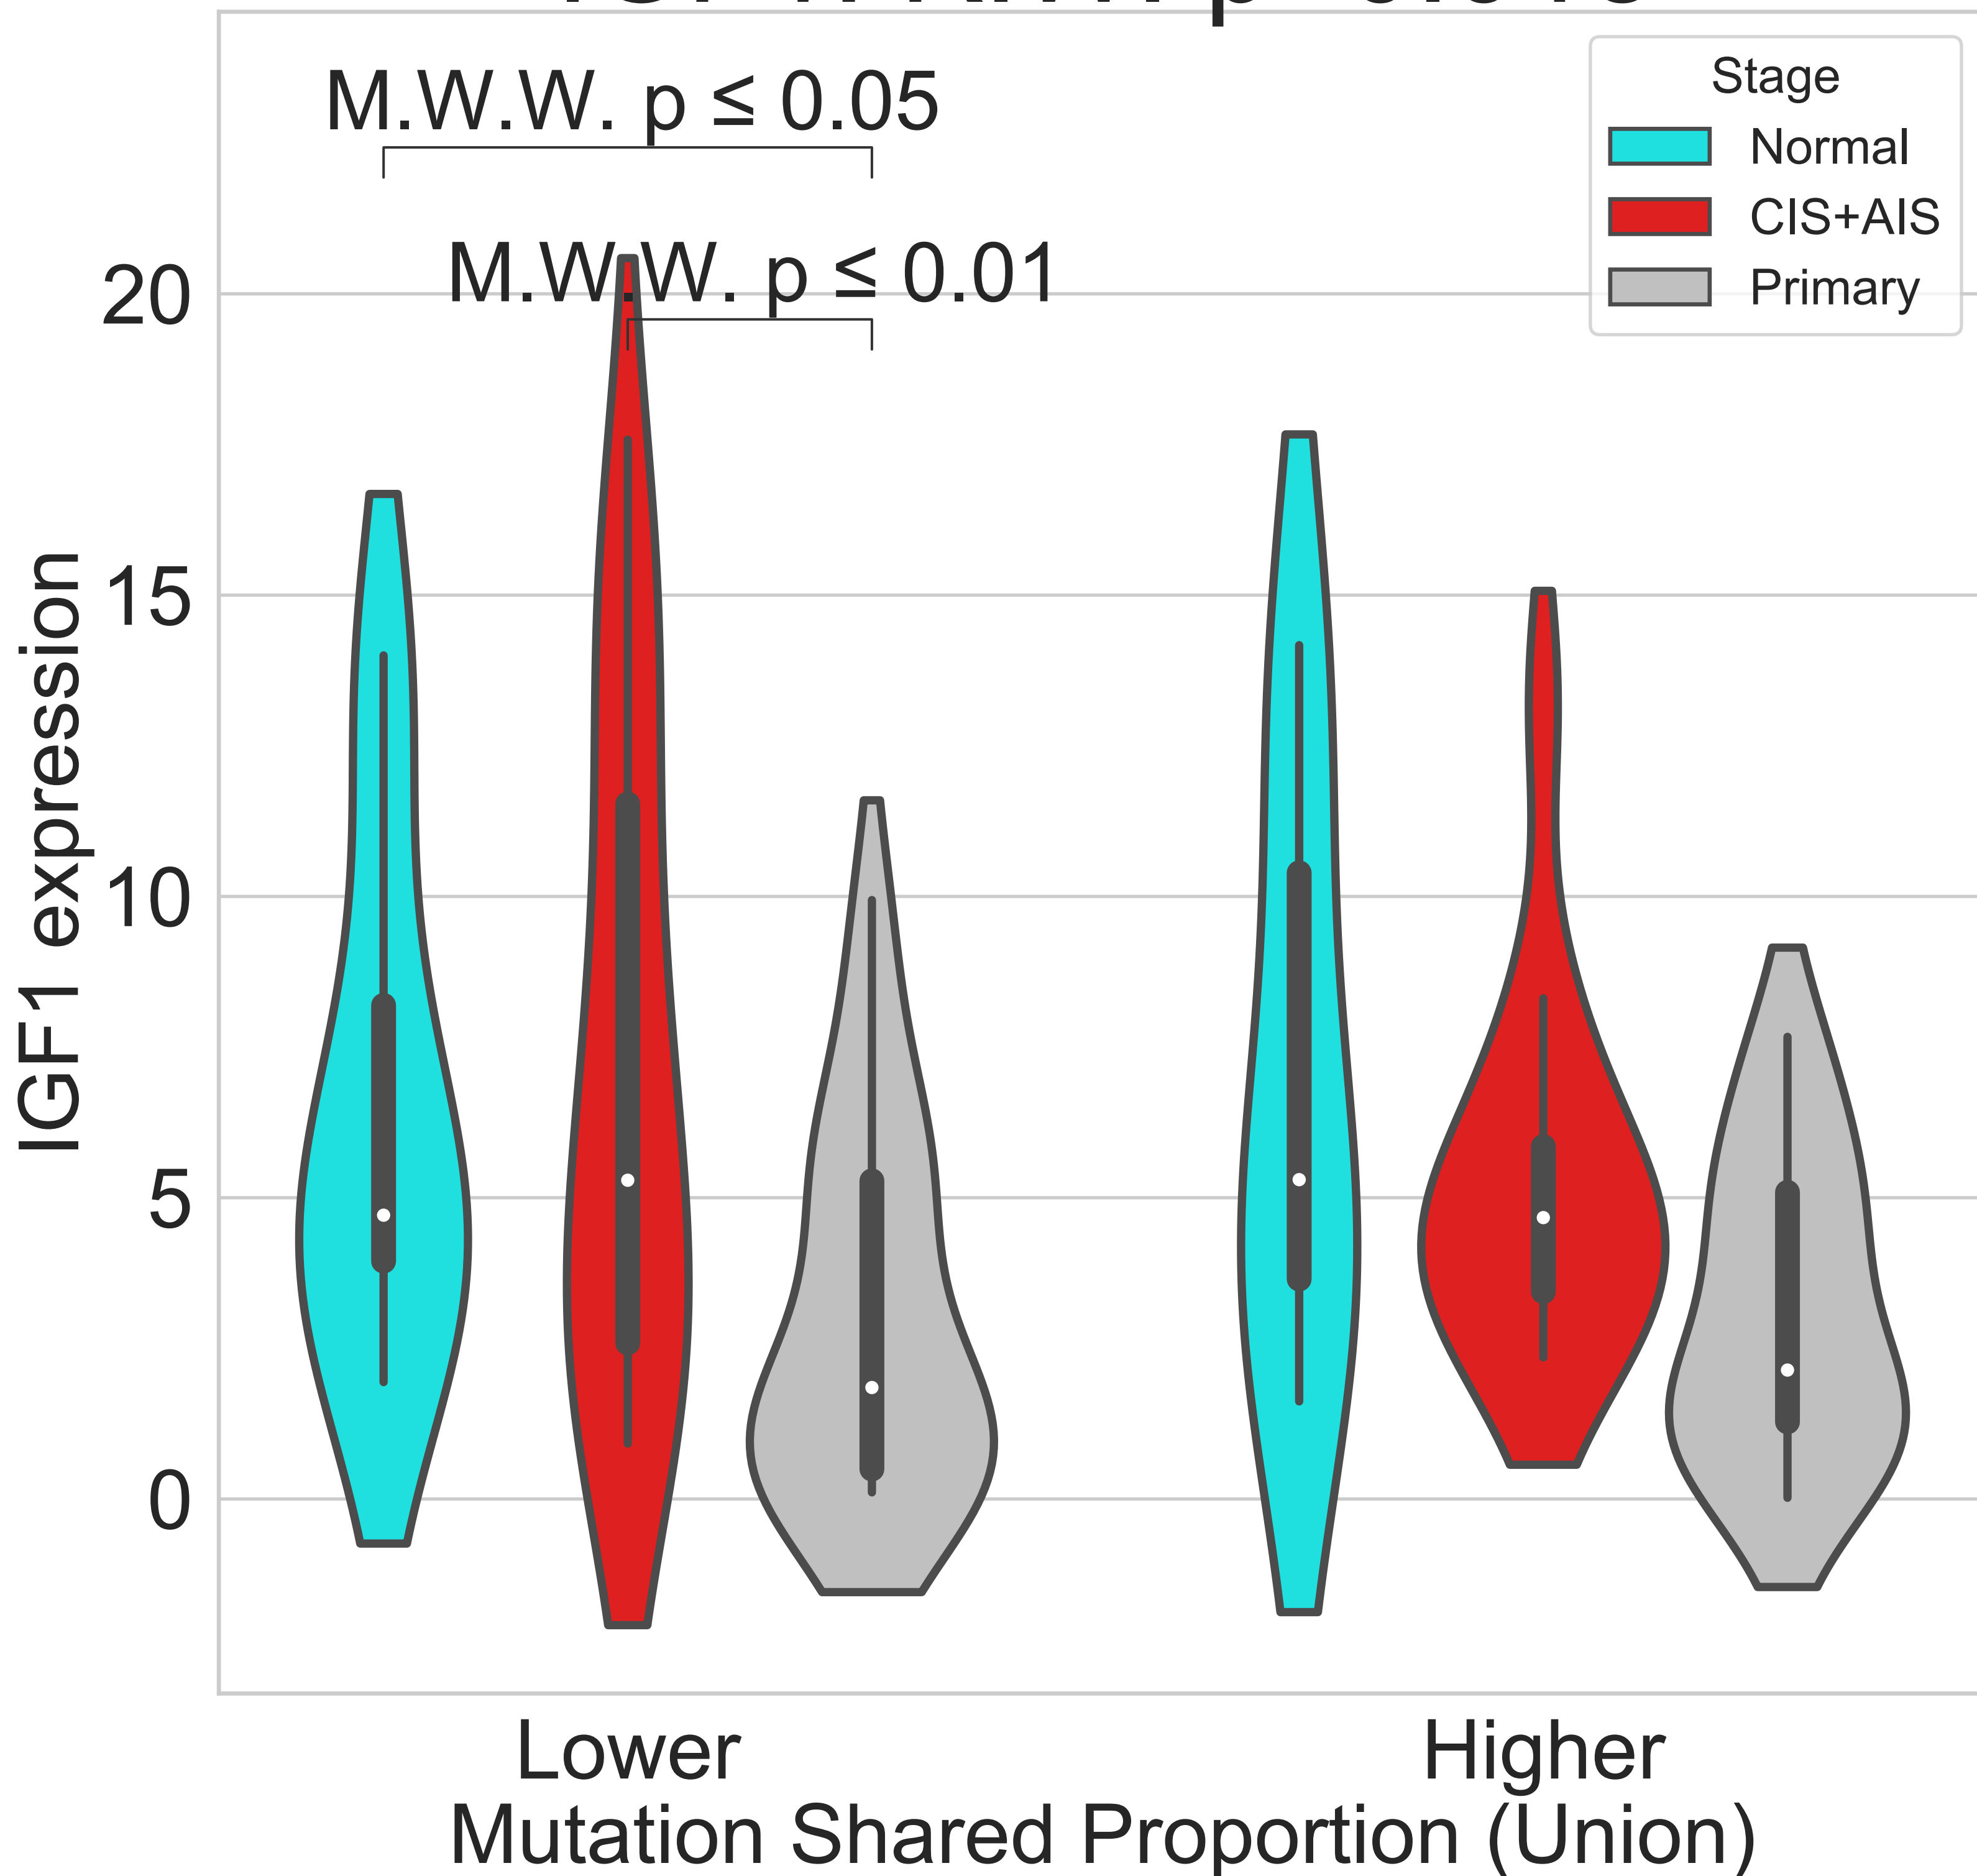 M.W.W. p ≤ 0.05
M.W.W. p ≤ 0.01
Stage
Normal
CIS+AIS
Primary
20
15
10
5
0
IGF1 expression
Lower
Higher
Mutation Shared Proportion (Union)